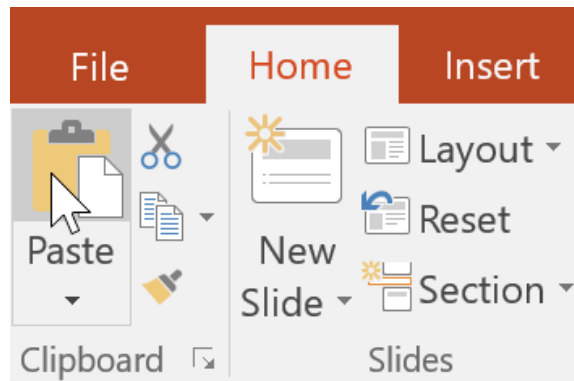 File Home Insert
Paste
New
Slide
Layout
Reset
Section
Clipboard
Slides